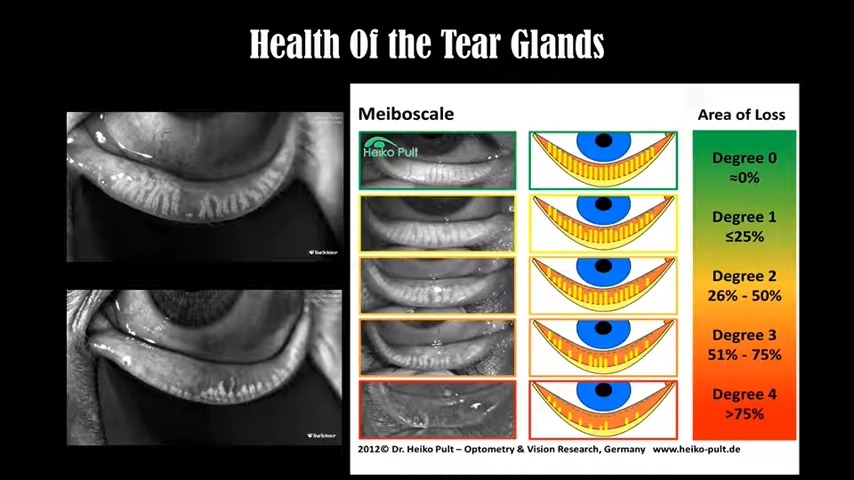 Health Of the Tear Glands
Meiboscale
Area of Loss
Heiko Pult
Degree 0
≈0%
Degree 1
≤25%
Degree 2
26% - 50%
Degree 3
51% - 75%
Degree 4
>75%
2012© Dr. Heiko Pult – Optometry & Vision Research, Germany www.heiko-pult.de
TearScience
TearScience